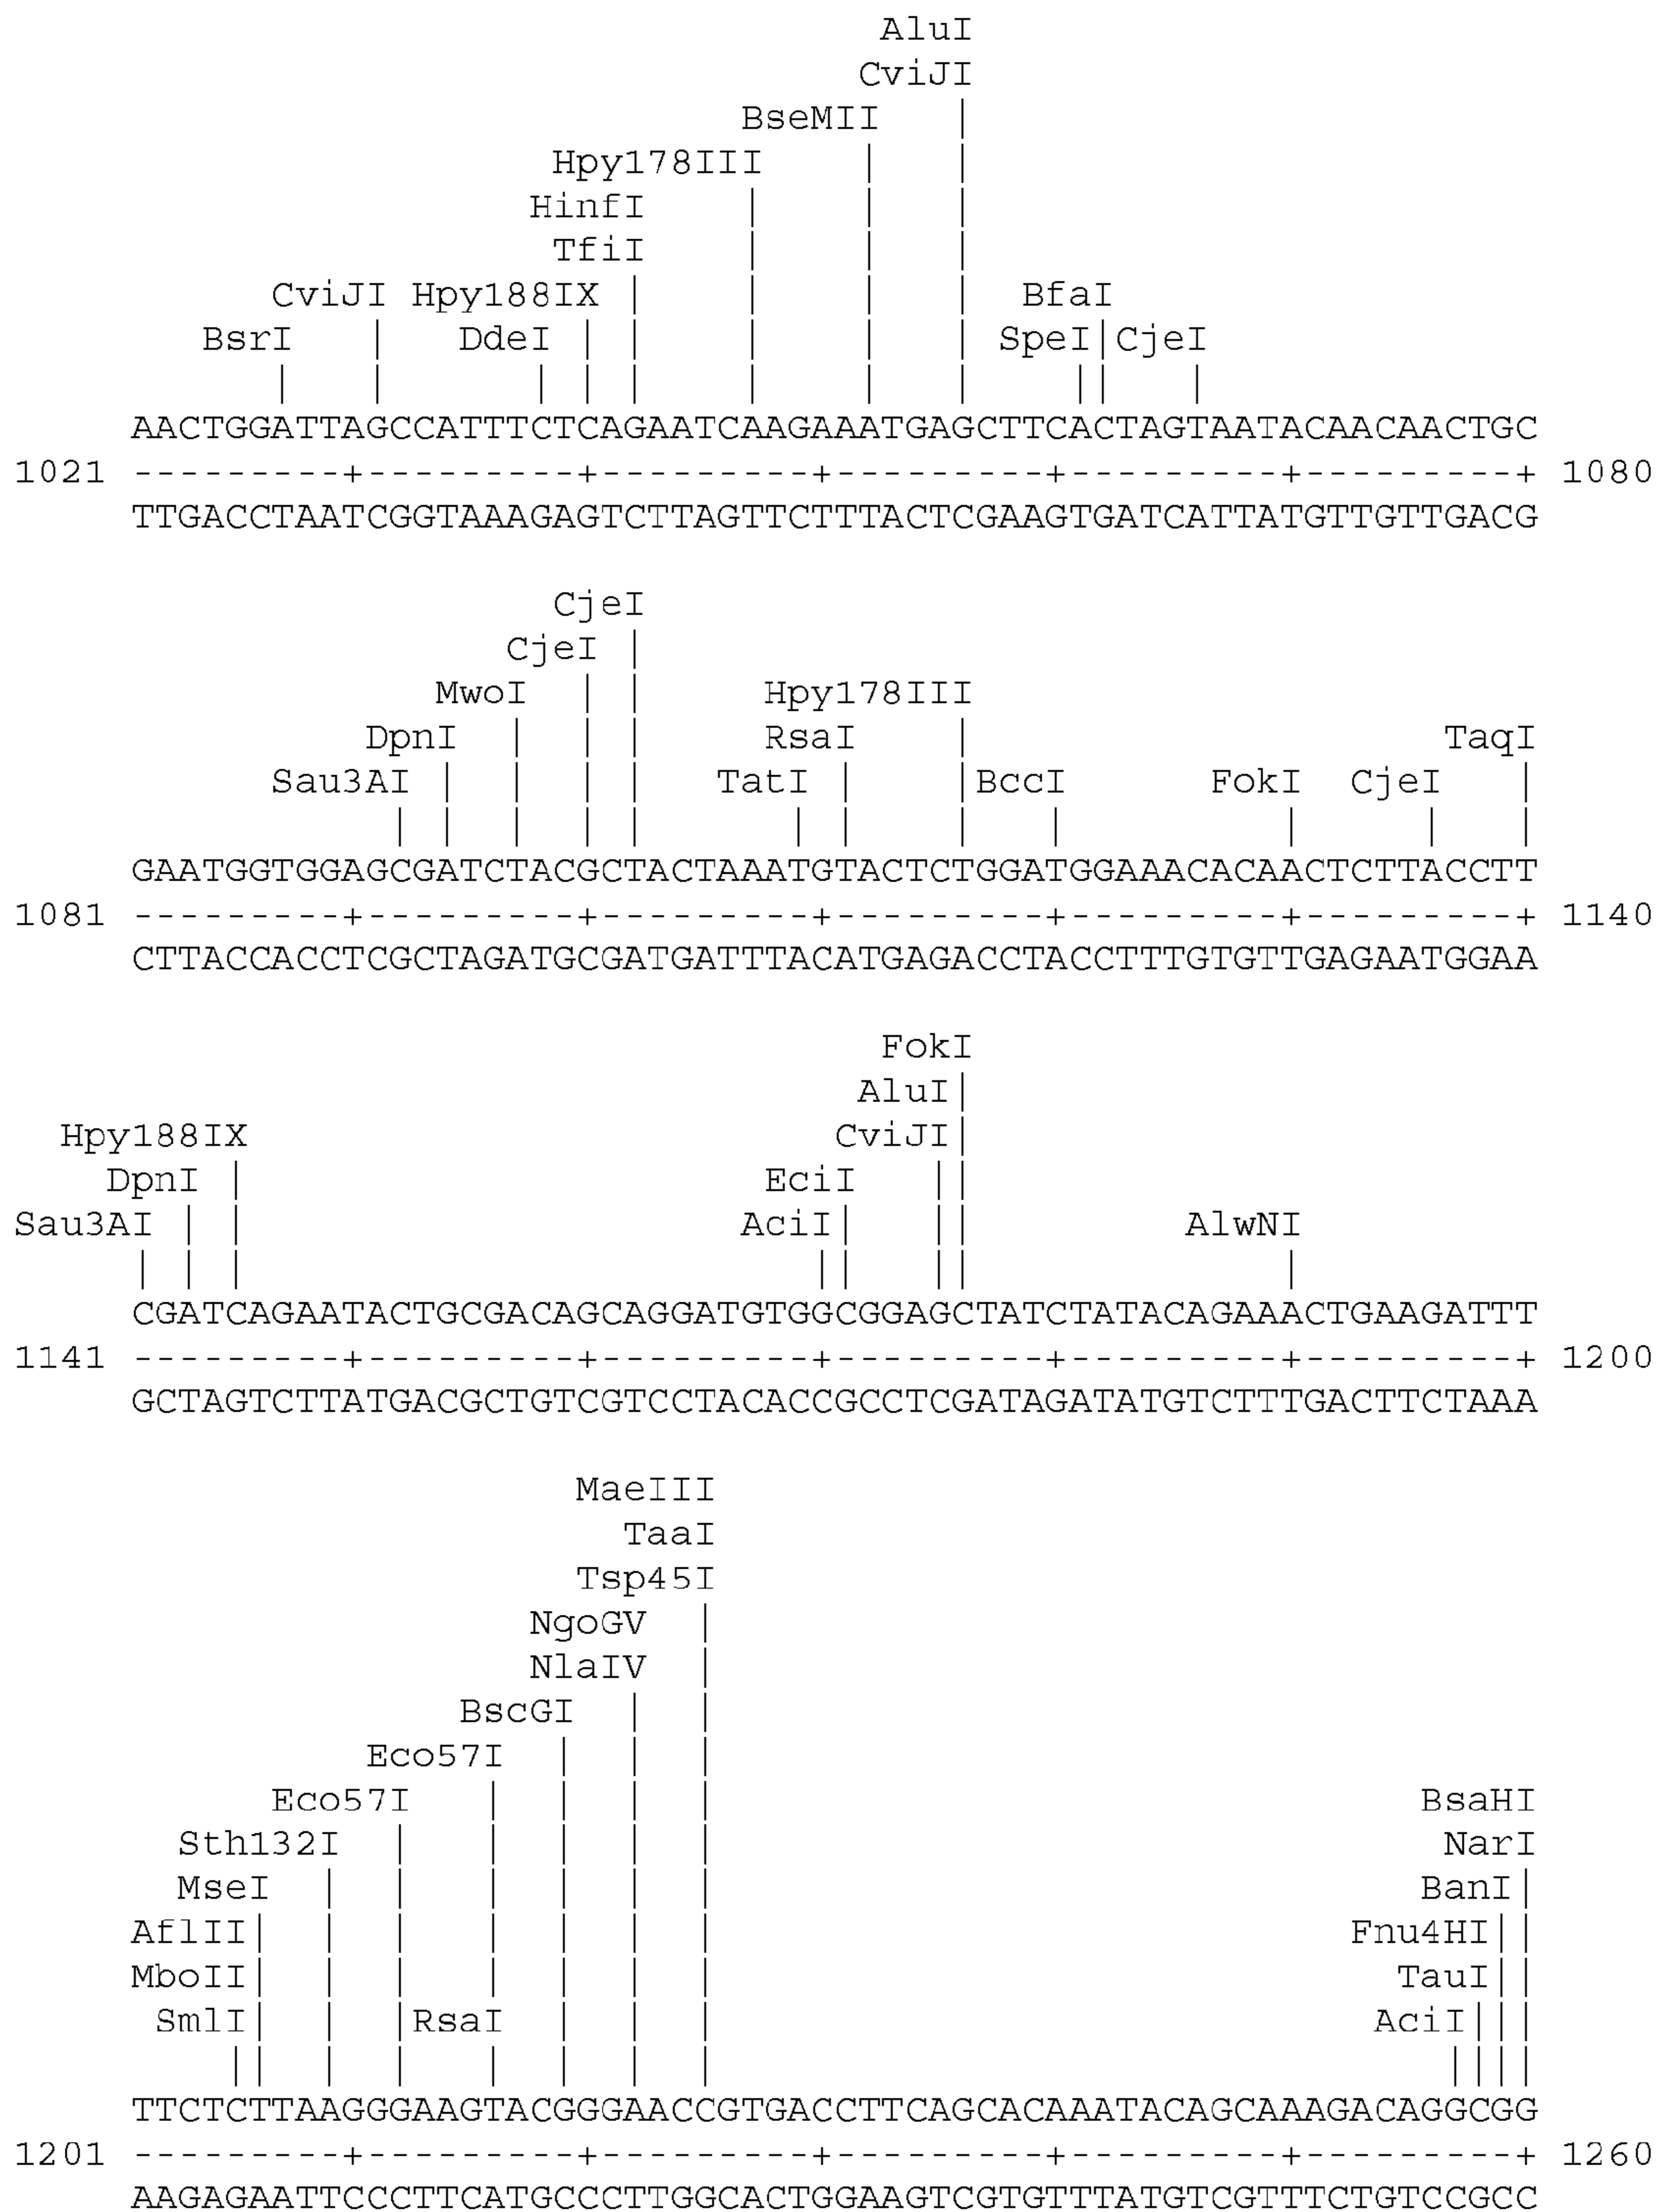 AluI
CviJI
BseMII |
Hpy178III | |
HinfI | | |
TfiI | | |
CviJI Hpy188IX | | | | BfaI
BsrI | DdeI | | | | | SpeI|CjeI
| | | | | | | | || |
AACTGGATTAGCCATTTCTCAGAATCAAGAAATGAGCTTCACTAGTAATACAACAACTGC
1021 ---------+---------+---------+---------+---------+---------+ 1080
TTGACCTAATCGGTAAAGAGTCTTAGTTCTTTACTCGAAGTGATCATTATGTTGTTGACG
CjeI
CjeI |
MwoI | | Hpy178III
DpnI | | | RsaI | TaqI
Sau3AI | | | | TatI | |BccI FokI CjeI |
| | | | | | | | | | | |
GAATGGTGGAGCGATCTACGCTACTAAATGTACTCTGGATGGAAACACAACTCTTACCTT
1081 ---------+---------+---------+---------+---------+---------+ 1140
CTTACCACCTCGCTAGATGCGATGATTTACATGAGACCTACCTTTGTGTTGAGAATGGAA
FokI
AluI|
Hpy188IX CviJI|
DpnI | EciI ||
Sau3AI | | AciI| || AlwNI
| | | || || |
CGATCAGAATACTGCGACAGCAGGATGTGGCGGAGCTATCTATACAGAAACTGAAGATTT
1141 ---------+---------+---------+---------+---------+---------+ 1200
GCTAGTCTTATGACGCTGTCGTCCTACACCGCCTCGATAGATATGTCTTTGACTTCTAAA
MaeIII
TaaI
Tsp45I
NgoGV |
NlaIV |
BscGI | |
Eco57I | | |
Eco57I | | | | BsaHI
Sth132I | | | | | NarI
MseI | | | | | | BanI|
AflII| | | | | | | Fnu4HI||
MboII| | | | | | | TauI||
SmlI| | |RsaI | | | AciI|||
|| | | | | | | ||||
TTCTCTTAAGGGAAGTACGGGAACCGTGACCTTCAGCACAAATACAGCAAAGACAGGCGG
1201 ---------+---------+---------+---------+---------+---------+ 1260
AAGAGAATTCCCTTCATGCCCTTGGCACTGGAAGTCGTGTTTATGTCGTTTCTGTCCGCC